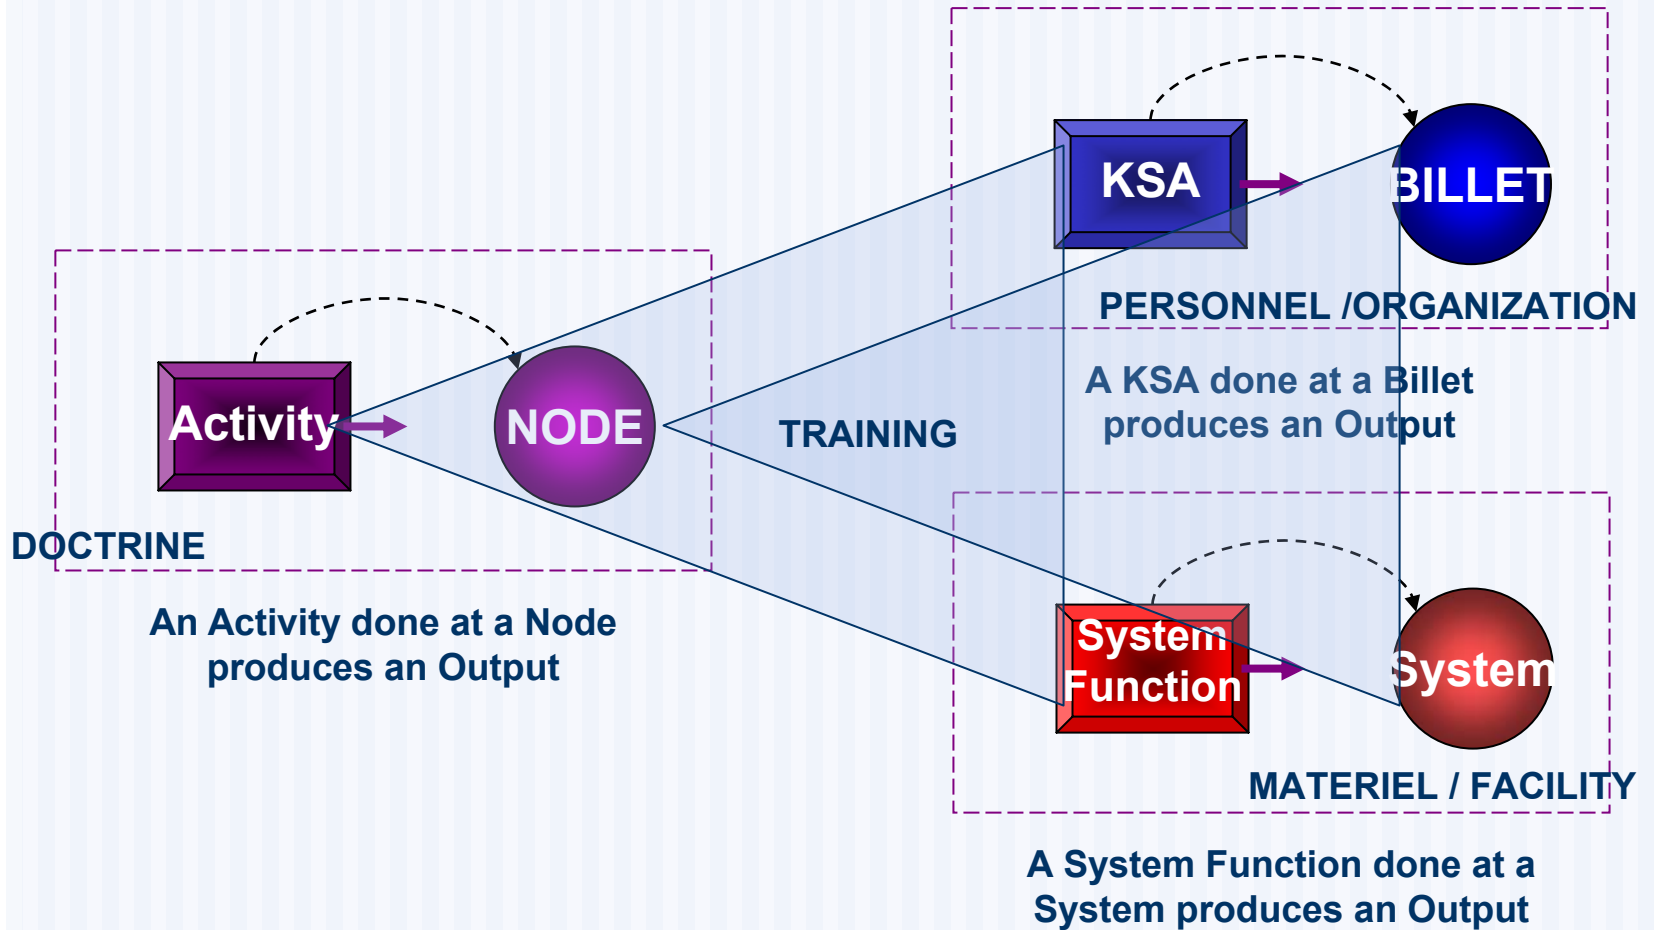 KSA
BILLET
PERSONNEL /ORGANIZATION
A KSA done at a Billet
produces an Output
Activity
NODE
TRAINING
DOCTRINE
An Activity done at a Node
produces an Output
System
Function
System
MATERIEL / FACILITY
A System Function done at a
System produces an Output